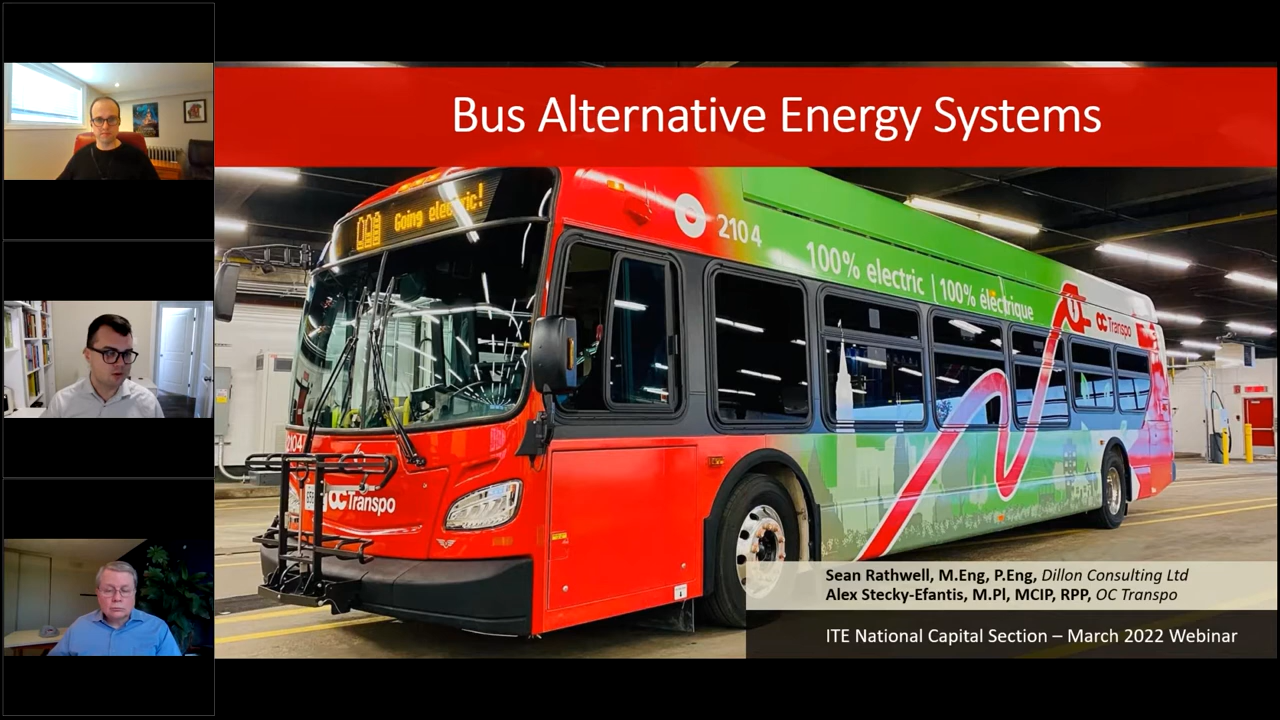 Bus Alternative Energy Systems
Going electric!
2104
100% electric | 100% électrique
OC Transpo
2104
OC Transpo
Sean Rathwell, M.Eng, P.Eng, Dillon Consulting Ltd
Alex Stecky-Efantis, M.Pl, MCIP, RPP, OC Transpo
ITE National Capital Section – March 2022 Webinar